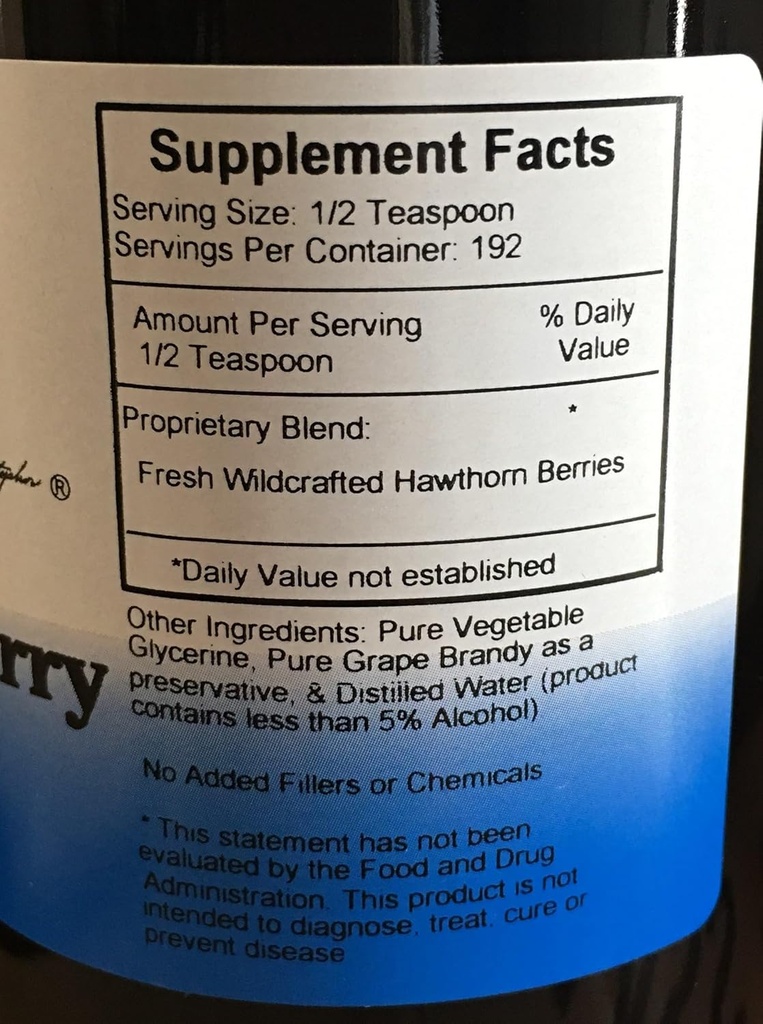 Supplement Facts
Serving Size: 1/2 Teaspoon
Servings Per Container: 192
Amount Per Serving
1/2 Teaspoon
% Daily
Value
Proprietary Blend: *
Fresh Wildcrafted Hawthorn Berries
*Daily Value not established
®
rry
Other Ingredients: Pure Vegetable
Glycerine, Pure Grape Brandy as a
preservative, & Distilled Water (product
contains less than 5% Alcohol)
No Added Fillers or Chemicals
* This statement has not been
evaluated by the Food and Drug
Administration. This product is not
intended to diagnose, treat, cure or
prevent disease